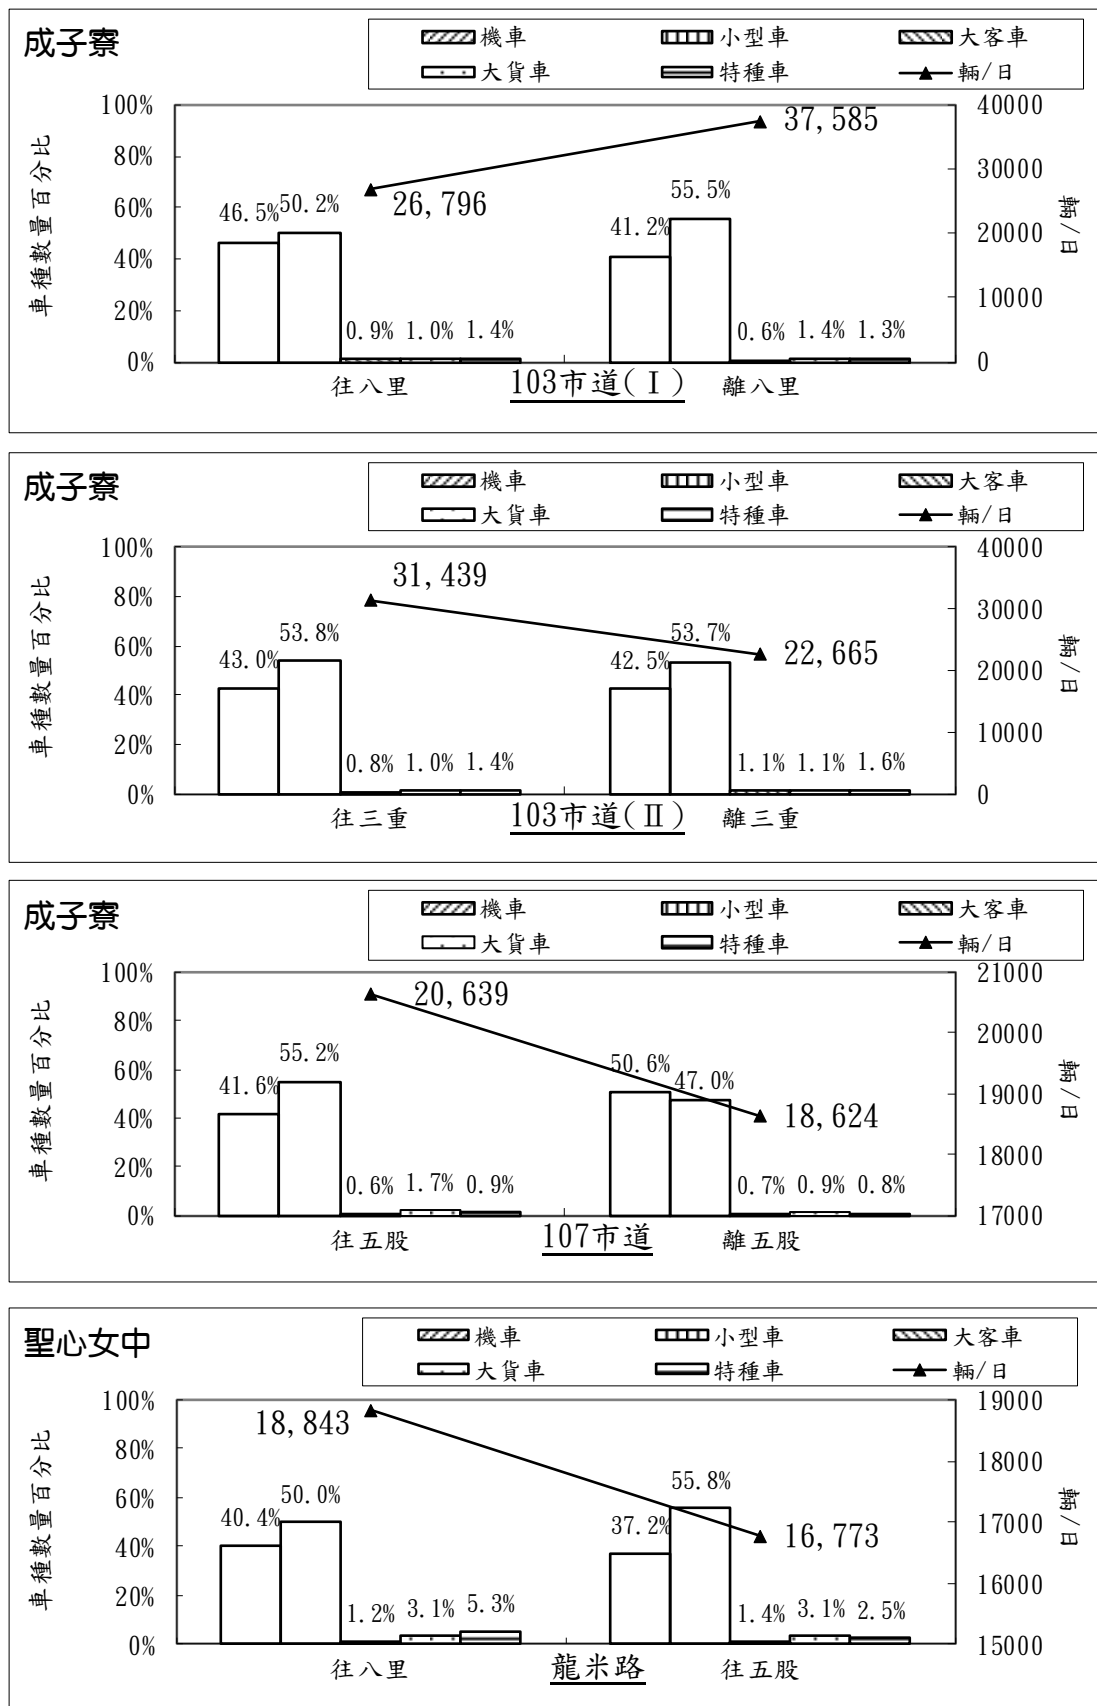 成子寮
機車 小型車 大客車
大貨車 特種車 輛/日
車種數量百分比
輛/日
100% 40000
80% 30000
60% 20000
40% 10000
20%
0% 0
37,585
26,796
46.5% 50.2% 0.9% 1.0% 1.4%
41.2% 55.5% 0.6% 1.4% 1.3%
往八里 103市道(Ⅰ) 離八里
成子寮
機車 小型車 大客車
大貨車 特種車 輛/日
車種數量百分比
輛/日
100% 40000
80% 30000
60% 20000
40% 10000
20%
0% 0
31,439
22,665
43.0% 53.8% 0.8% 1.0% 1.4%
42.5% 53.7% 1.1% 1.1% 1.6%
往三重 103市道(Ⅱ) 離三重
成子寮
機車 小型車 大客車
大貨車 特種車 輛/日
車種數量百分比
輛/日
100% 21000
80% 20000
60% 19000
40% 18000
20%
0% 17000
20,639
18,624
41.6% 55.2% 0.6% 1.7% 0.9%
50.6% 47.0% 0.7% 0.9% 0.8%
往五股 107市道 離五股
聖心女中
機車 小型車 大客車
大貨車 特種車 輛/日
車種數量百分比
輛/日
100% 19000
80% 18000
60% 17000
40% 16000
20%
0% 15000
18,843
16,773
40.4% 50.0% 1.2% 3.1% 5.3%
37.2% 55.8% 1.4% 3.1% 2.5%
往八里 龍米路 往五股